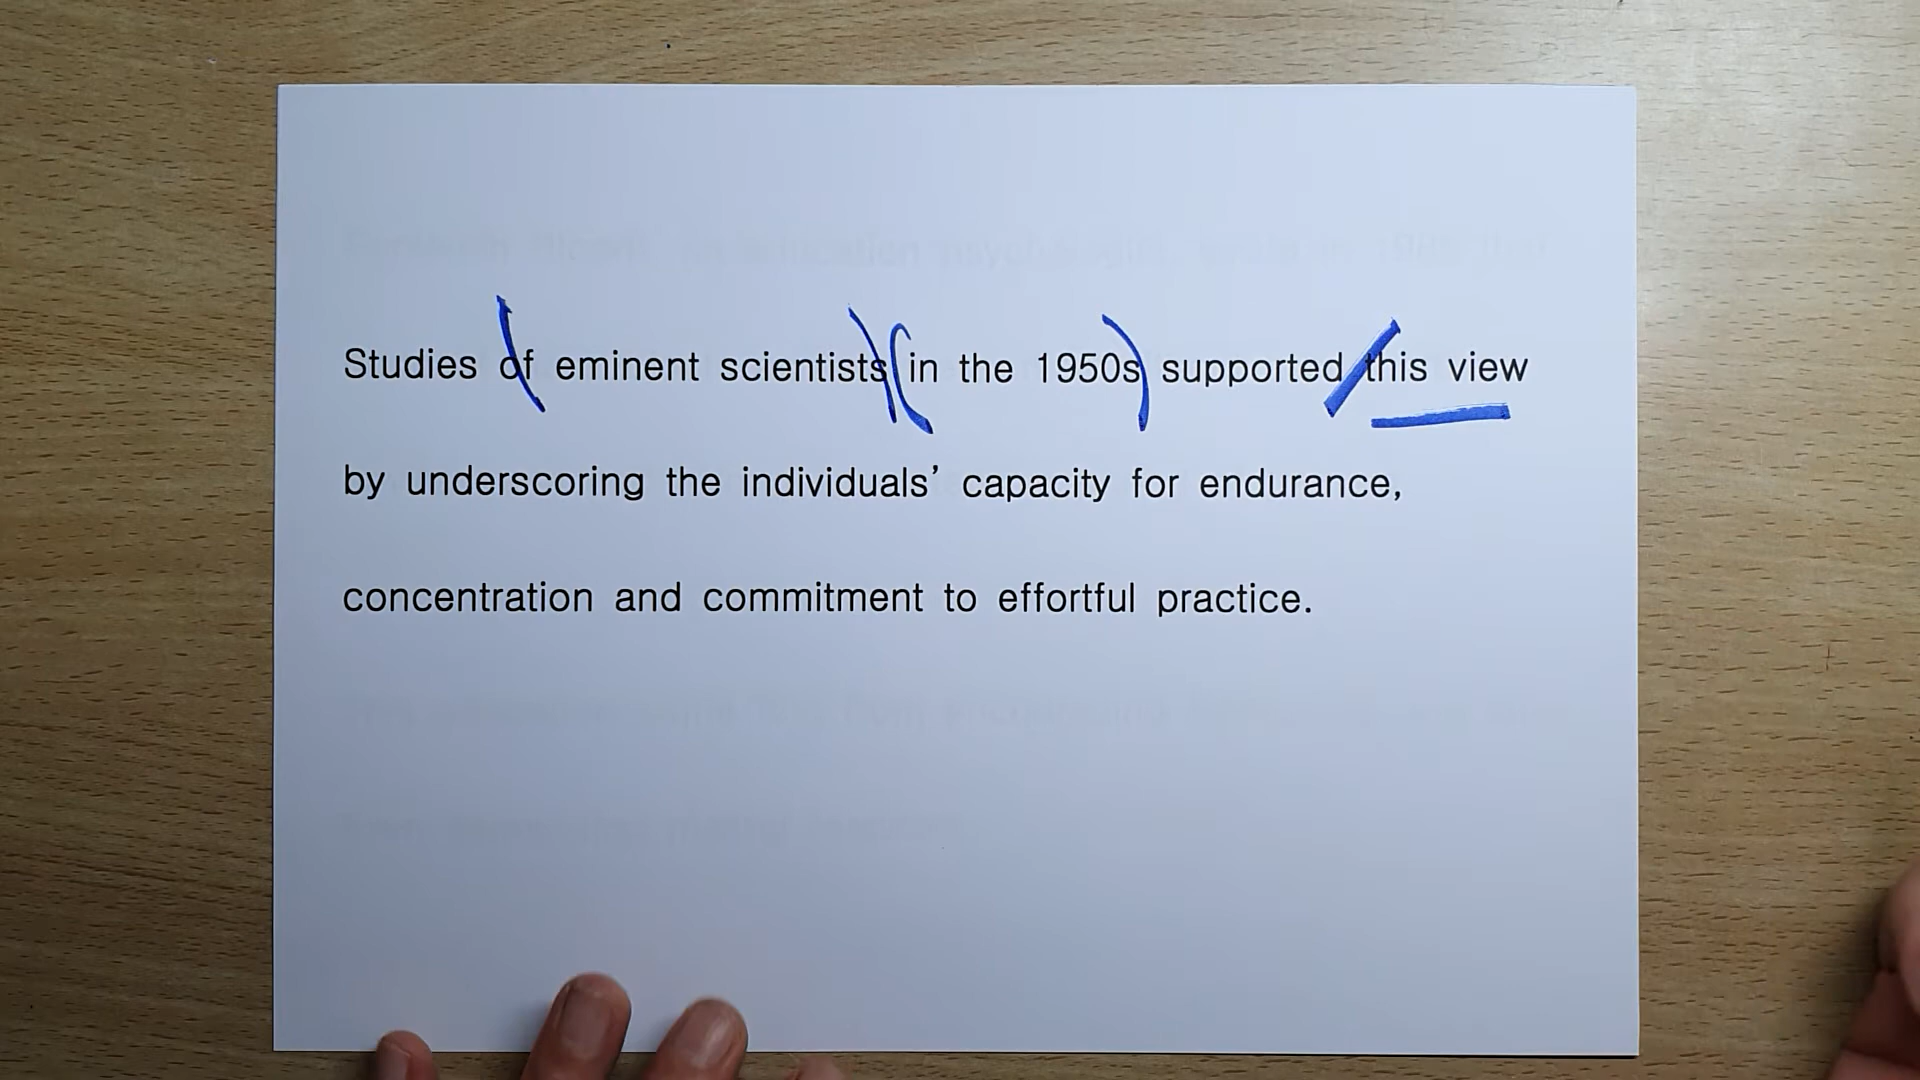 Studies of eminent scientists in the 1950s supported this view
by underscoring the individuals' capacity for endurance,
concentration and commitment to effortful practice.